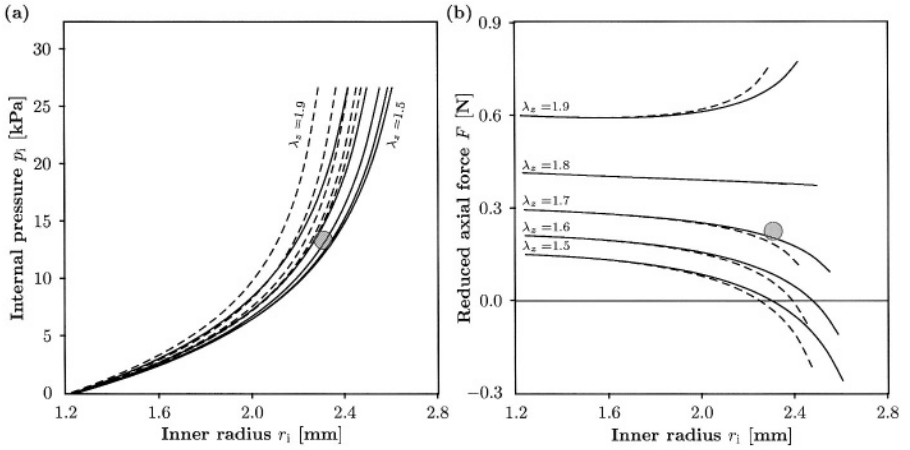 (a)
30
25
20
15
10
5
0
Internal pressure pᵢ [kPa]
λz=1.9
λz=1.5
1.2
1.6
2.0
2.4
2.8
Inner radius rᵢ [mm]
(b)
0.9
0.6
0.3
0.0
−0.3
Reduced axial force F [N]
λz=1.9
λz=1.8
λz=1.7
λz=1.6
λz=1.5
1.2
1.6
2.0
2.4
2.8
Inner radius rᵢ [mm]